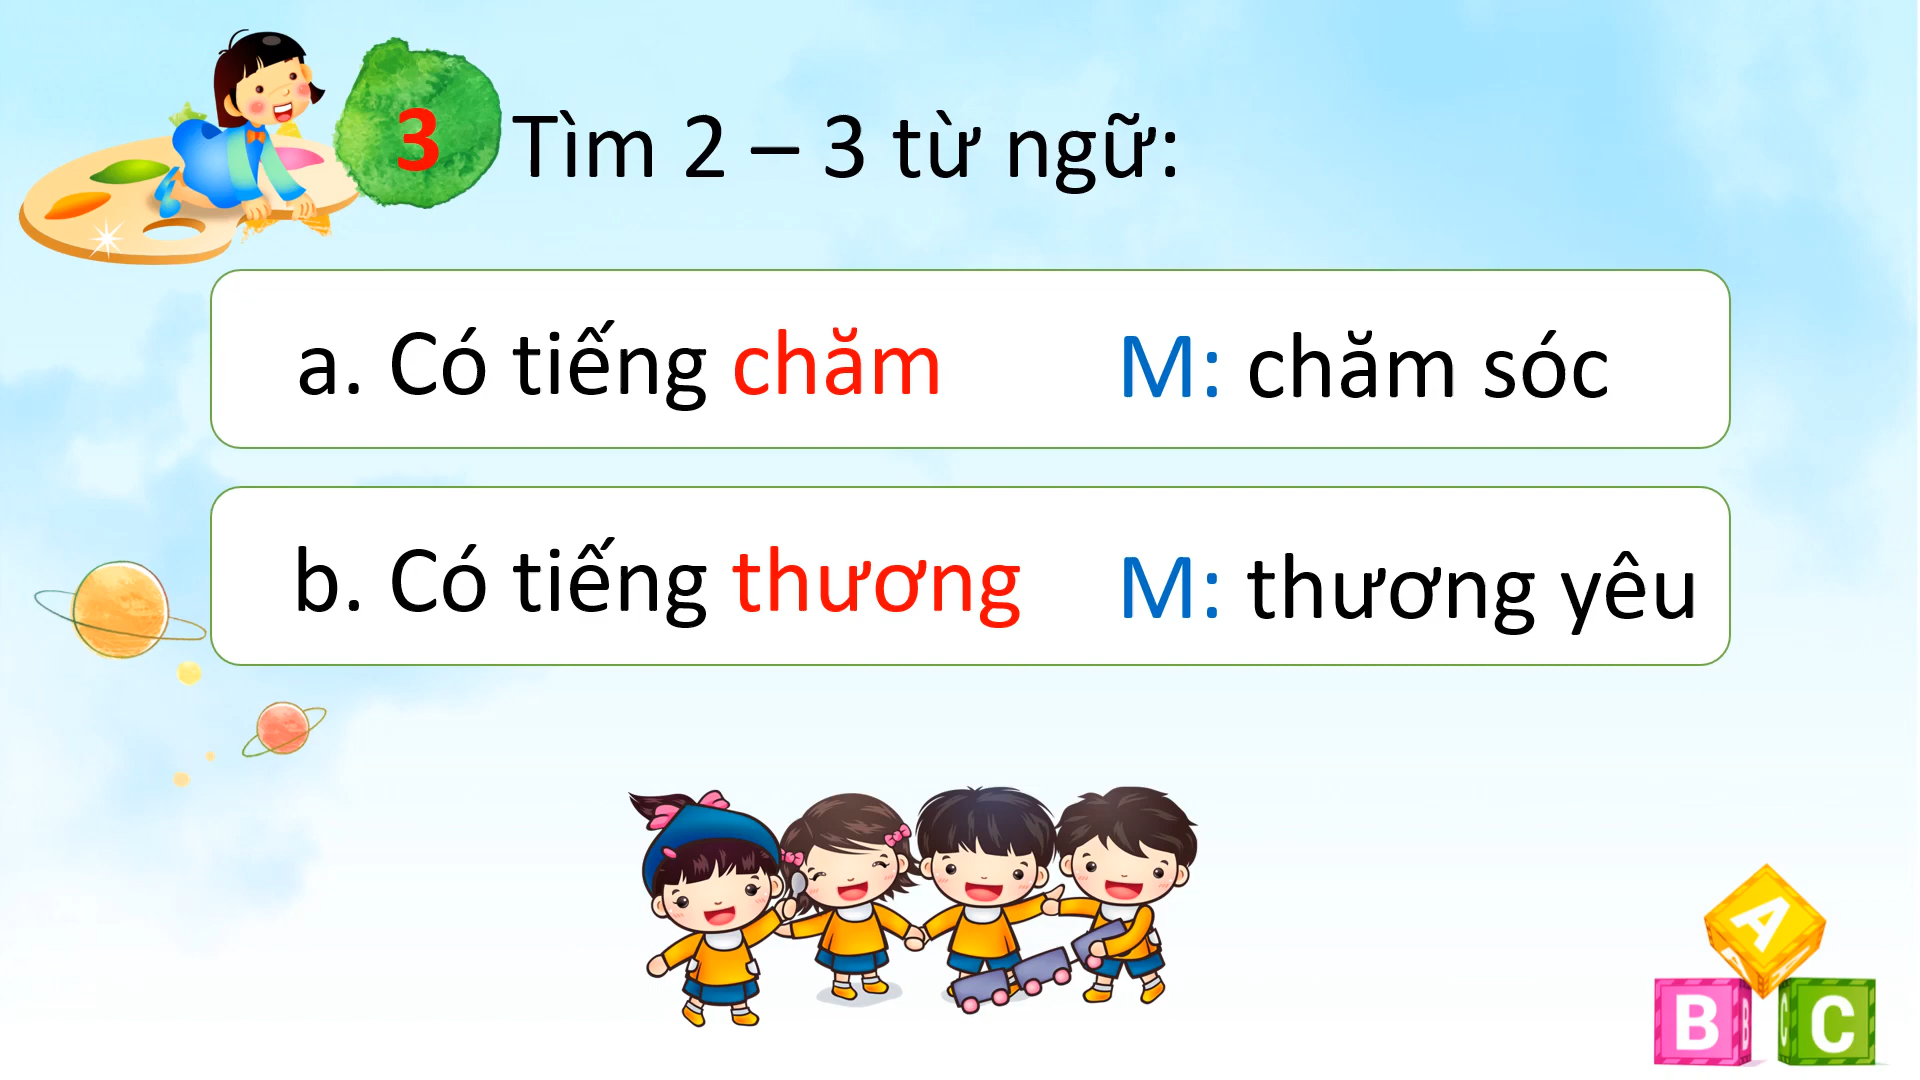 3 Tìm 2 – 3 từ ngữ:
a. Có tiếng chăm M: chăm sóc
b. Có tiếng thương M: thương yêu
A
B B C C